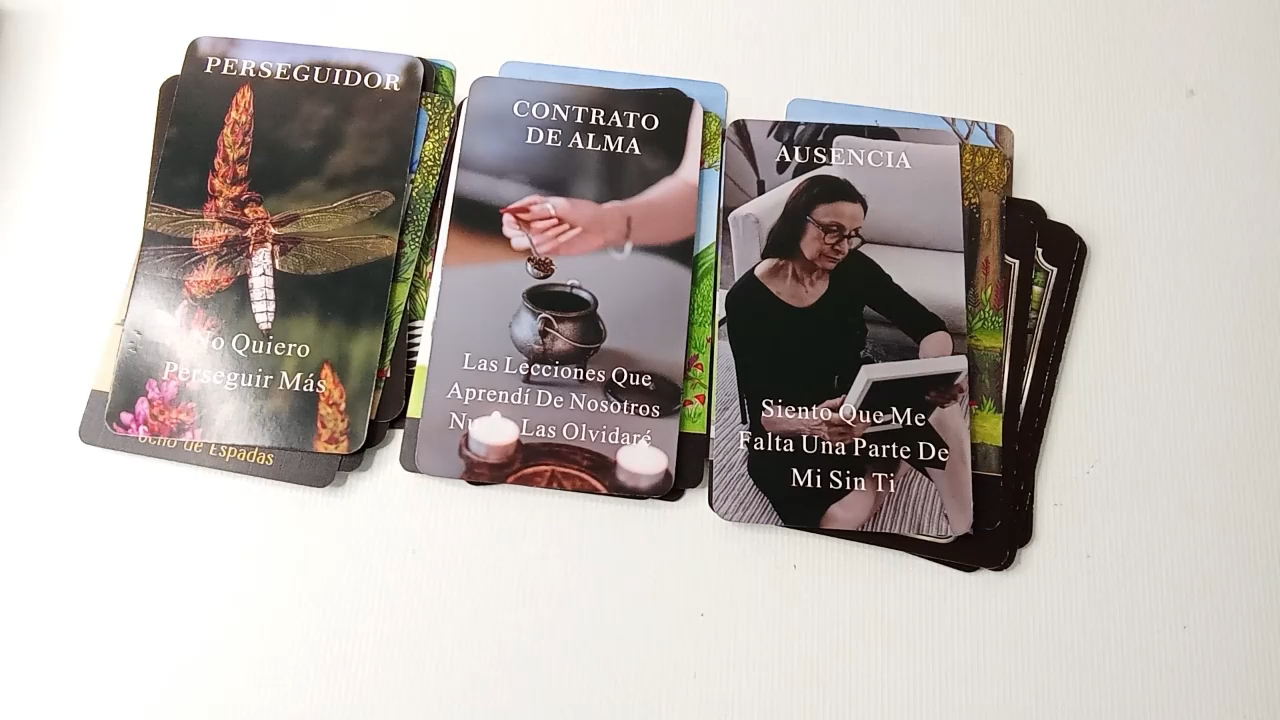 PERSEGUIDOR
No Quiero
Perseguir Más
Ocho de Espadas
CONTRATO
DE ALMA
Las Lecciones Que
Aprendí De Nosotros
Las Olvidaré
AUSENCIA
Siento Que Me
Falta Una Parte De
Mi Sin Ti